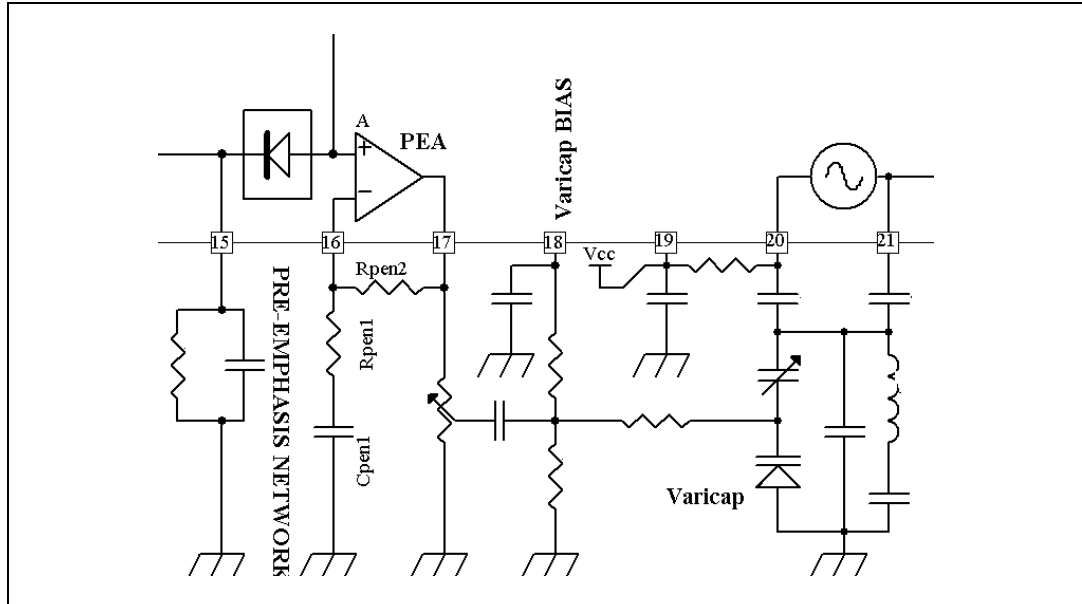 A
PEA
+
−
Varicap BIAS
15
16
17
18
19
20
21
Vcc
Rpen2
Rpen1
Cpen1
PRE-EMPHASIS NETWORK
Varicap